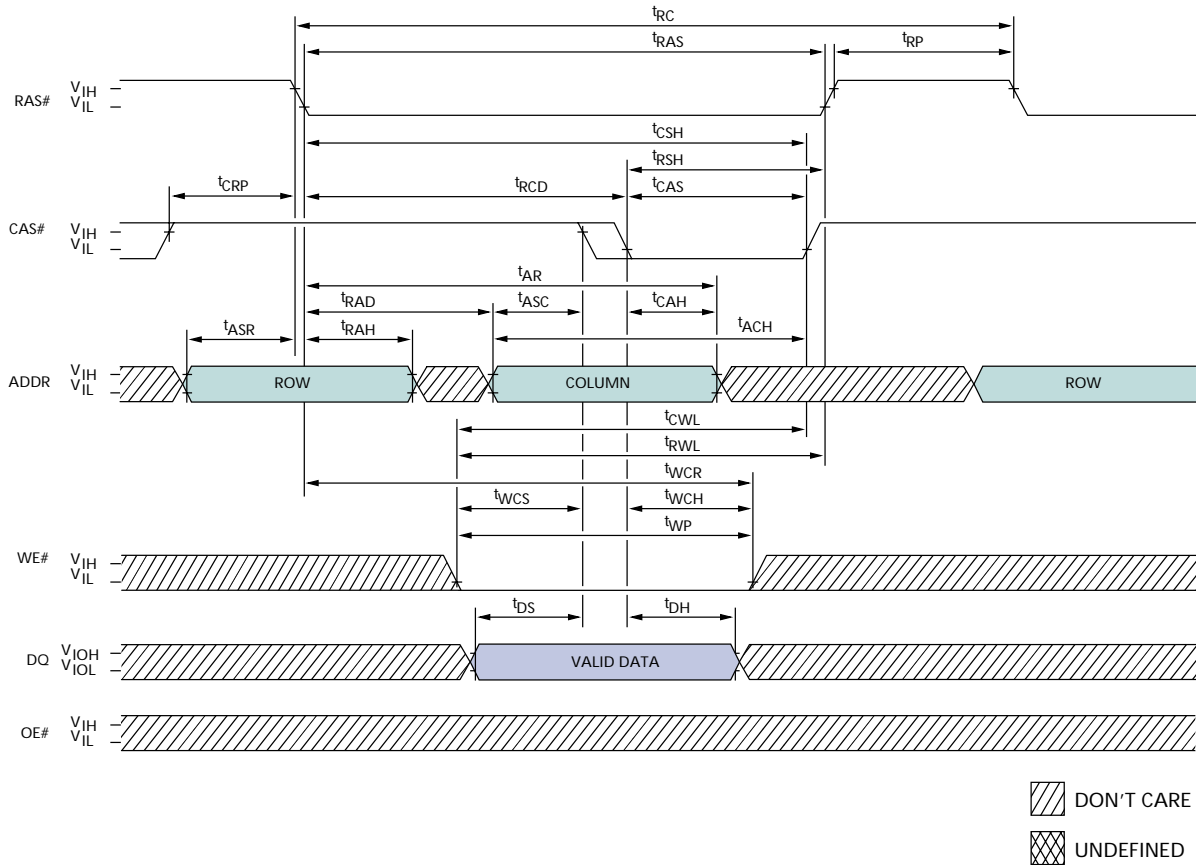 tRC
tRAS tRP
RAS# VIH
VIL
tCSH
tRSH
tCRP tRCD tCAS
CAS# VIH
VIL
tAR
tRAD tASC tCAH
tASR tRAH tACH
ADDR VIH
VIL
ROW COLUMN ROW
tCWL
tRWL
tWCR
tWCS tWCH
tWP
WE# VIH
VIL
tDS tDH
DQ VIOH
VIOL
VALID DATA
OE# VIH
VIL
DON'T CARE
UNDEFINED